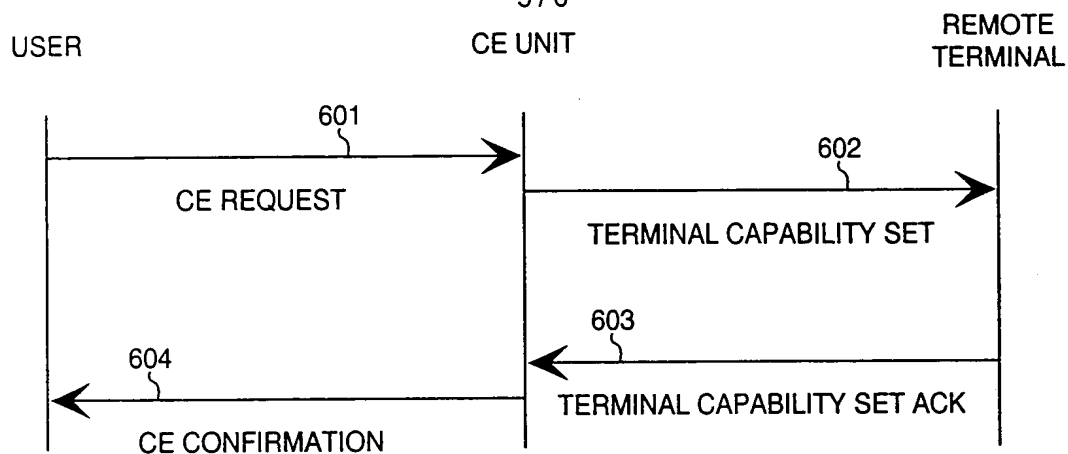 USER
CE UNIT
REMOTE
TERMINAL
601
602
CE REQUEST
TERMINAL CAPABILITY SET
603
604
TERMINAL CAPABILITY SET ACK
CE CONFIRMATION